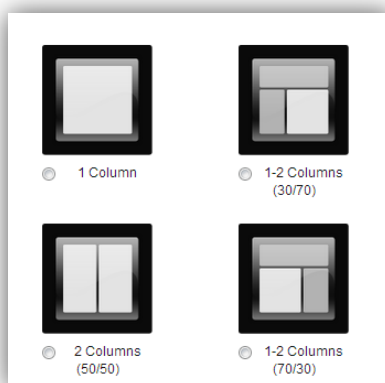 1 Column
1-2 Columns
(30/70)
2 Columns
(50/50)
1-2 Columns
(70/30)